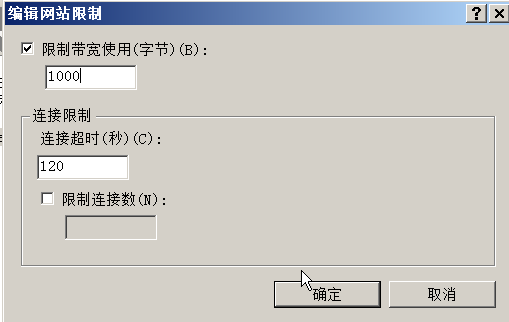 编辑网站限制
限制带宽使用(字节)(B):
1000
连接限制
连接超时(秒)(C):
120
限制连接数(N):
确定
取消